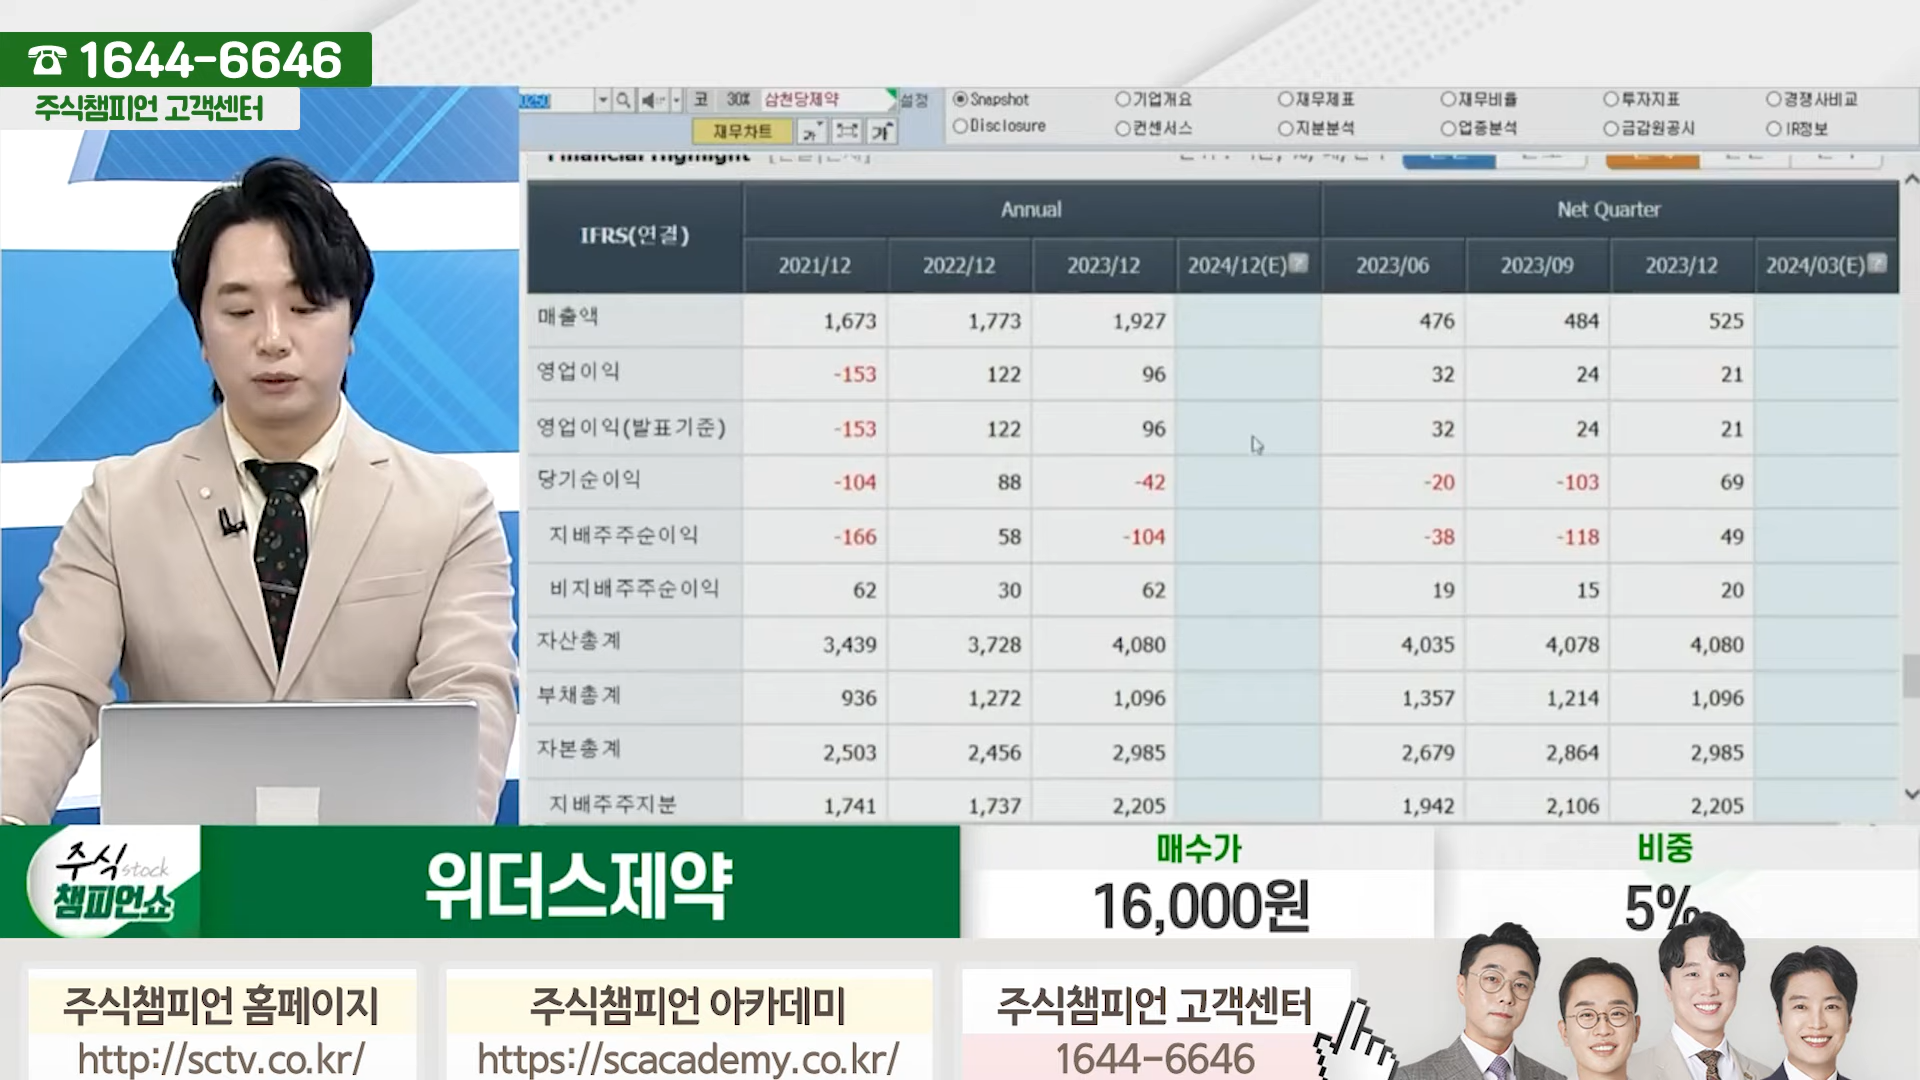 ☎ 1644-6646
주식챔피언 고객센터
코 30% 삼천당제약 설정
재무차트 가 가
Snapshot 기업개요 재무제표 재무비율 투자지표 경쟁사비교
Disclosure 컨센서스 지분분석 업종분석 금감원공시 IR정보
Financial Highlight
IFRS(연결) Annual Net Quarter
2021/12 2022/12 2023/12 2024/12(E) 2023/06 2023/09 2023/12 2024/03(E)
매출액 1,673 1,773 1,927 476 484 525
영업이익 -153 122 96 32 24 21
영업이익(발표기준) -153 122 96 32 24 21
당기순이익 -104 88 -42 -20 -103 69
지배주주순이익 -166 58 -104 -38 -118 49
비지배주주순이익 62 30 62 19 15 20
자산총계 3,439 3,728 4,080 4,035 4,078 4,080
부채총계 936 1,272 1,096 1,357 1,214 1,096
자본총계 2,503 2,456 2,985 2,679 2,864 2,985
지배주주지분 1,741 1,737 2,205 1,942 2,106 2,205
주식 stock
챔피언쇼
위더스제약
매수가
16,000원
비중
5%
주식챔피언 홈페이지
http://sctv.co.kr/
주식챔피언 아카데미
https://scacademy.co.kr/
주식챔피언 고객센터
1644-6646